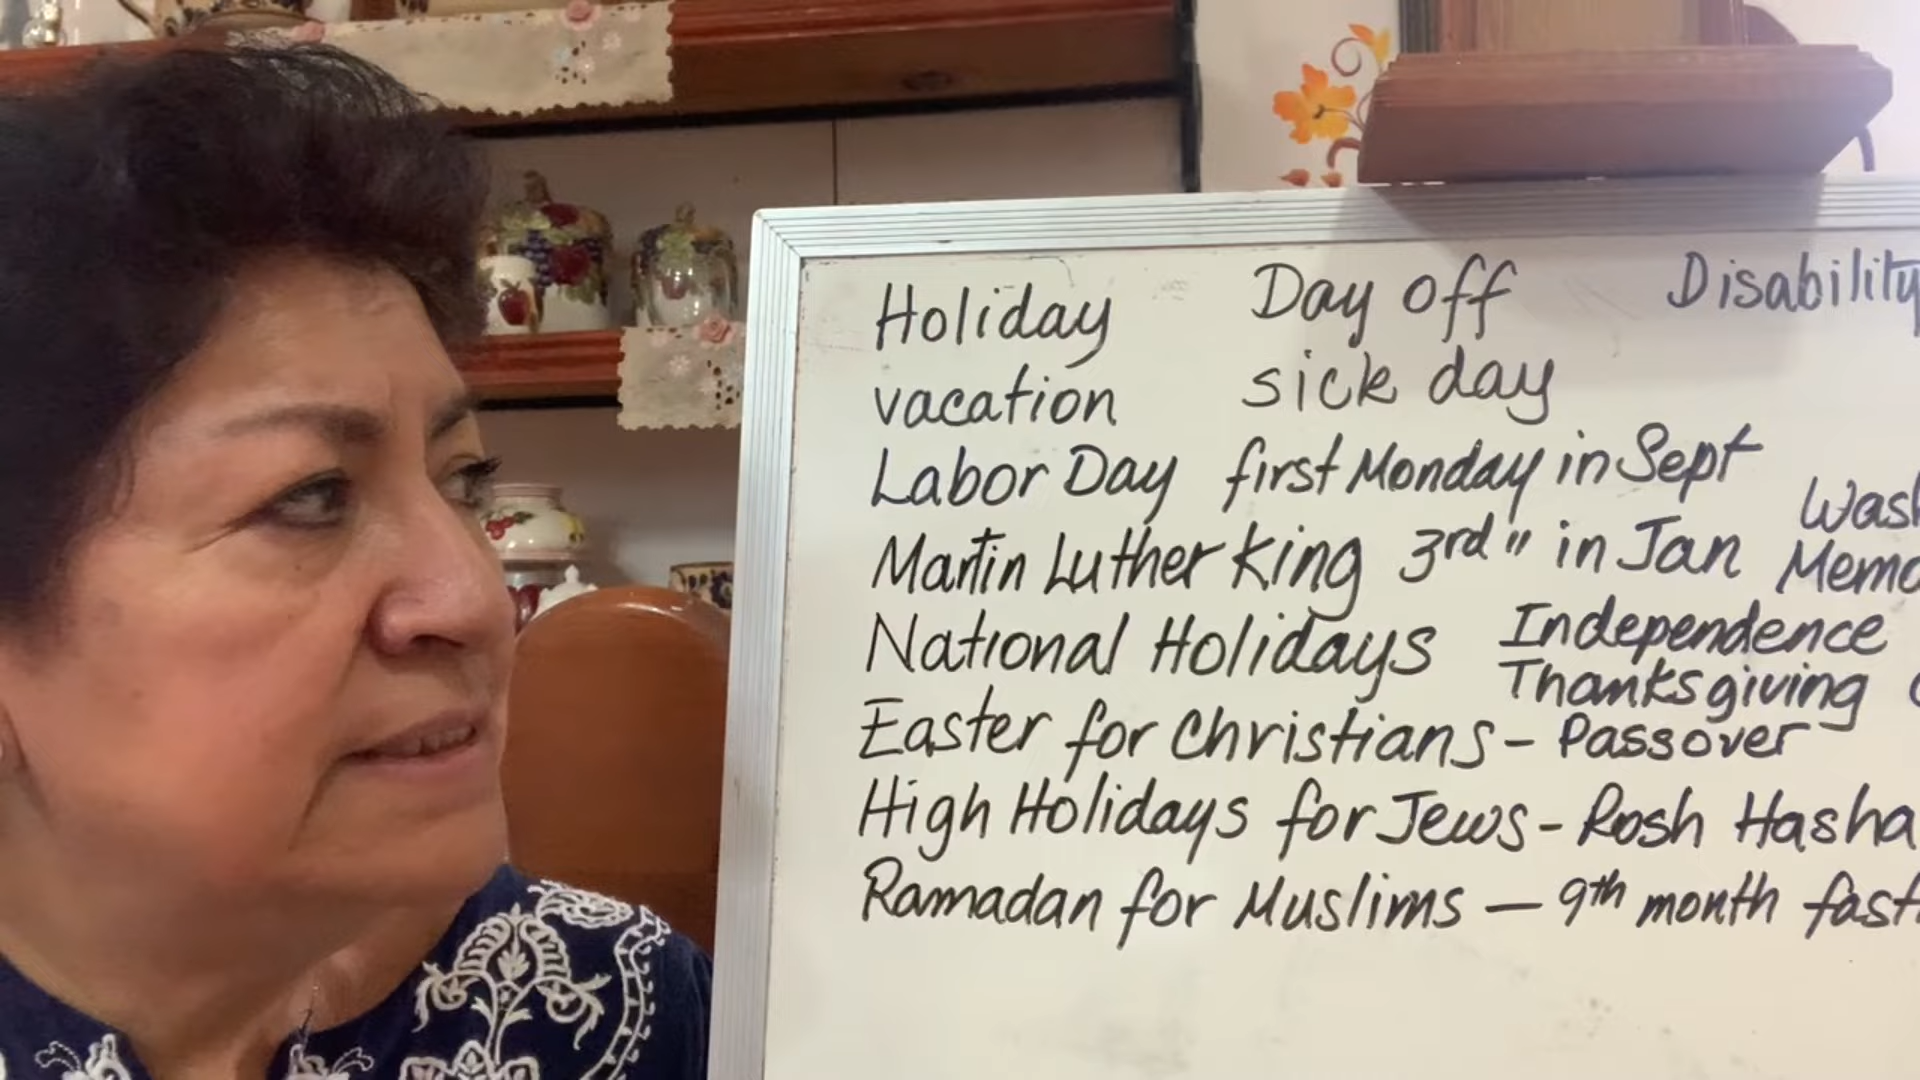 Holiday Day off Disability
vacation sick day
Labor Day first Monday in Sept
Martin Luther King 3rd " in Jan
National Holidays Independence
Thanksgiving
Easter for Christians - Passover
High Holidays for Jews - Rosh Hasha
Ramadan for Muslims — 9th month